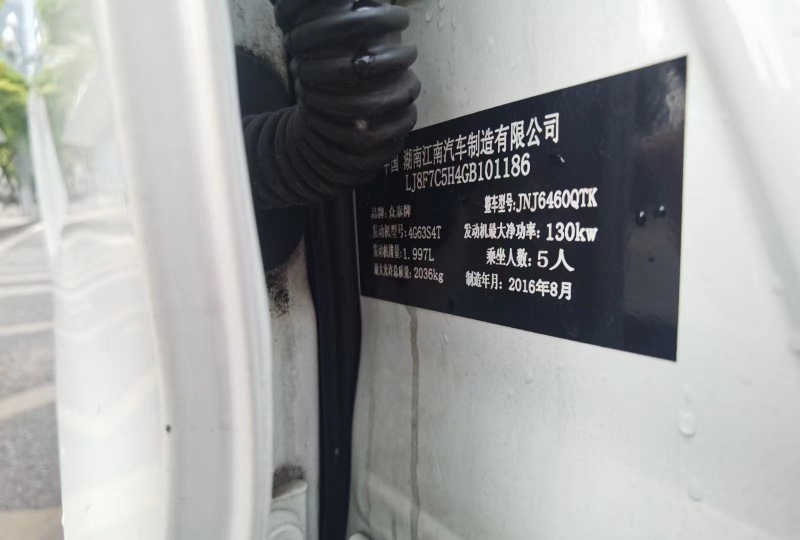 中国 湖南江南汽车制造有限公司
LJ8F7C5H4GB101186
品牌:众泰牌 整车型号:JNJ6460QTK
发动机型号:4G63S4T 发动机最大净功率:130kw
发动机排量:1.997L 乘坐人数:5人
最大允许总质量:2036kg 制造年月:2016年8月